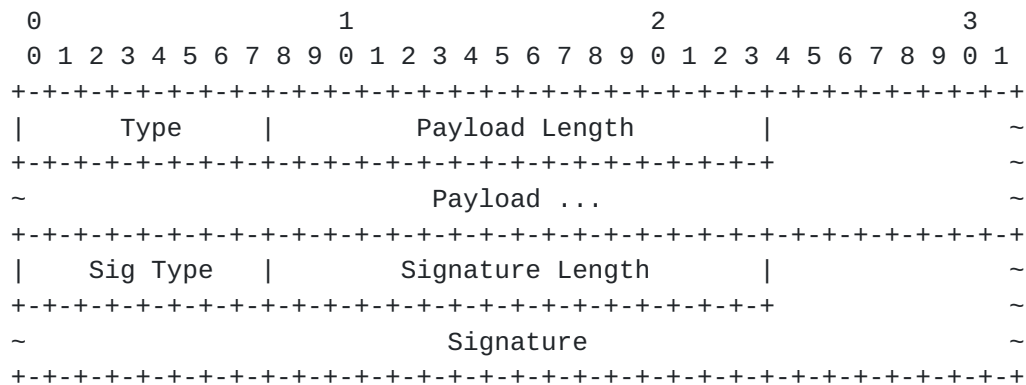 0                   1                   2                   3
 0 1 2 3 4 5 6 7 8 9 0 1 2 3 4 5 6 7 8 9 0 1 2 3 4 5 6 7 8 9 0 1
+-+-+-+-+-+-+-+-+-+-+-+-+-+-+-+-+-+-+-+-+-+-+-+-+-+-+-+-+-+-+-+-+
|      Type     |         Payload Length        |               ~
+-+-+-+-+-+-+-+-+-+-+-+-+-+-+-+-+-+-+-+-+-+-+-+-+               ~
~                          Payload ...                          ~
+-+-+-+-+-+-+-+-+-+-+-+-+-+-+-+-+-+-+-+-+-+-+-+-+-+-+-+-+-+-+-+-+
|    Sig Type   |        Signature Length       |               ~
+-+-+-+-+-+-+-+-+-+-+-+-+-+-+-+-+-+-+-+-+-+-+-+-+               ~
~                           Signature                           ~
+-+-+-+-+-+-+-+-+-+-+-+-+-+-+-+-+-+-+-+-+-+-+-+-+-+-+-+-+-+-+-+-+